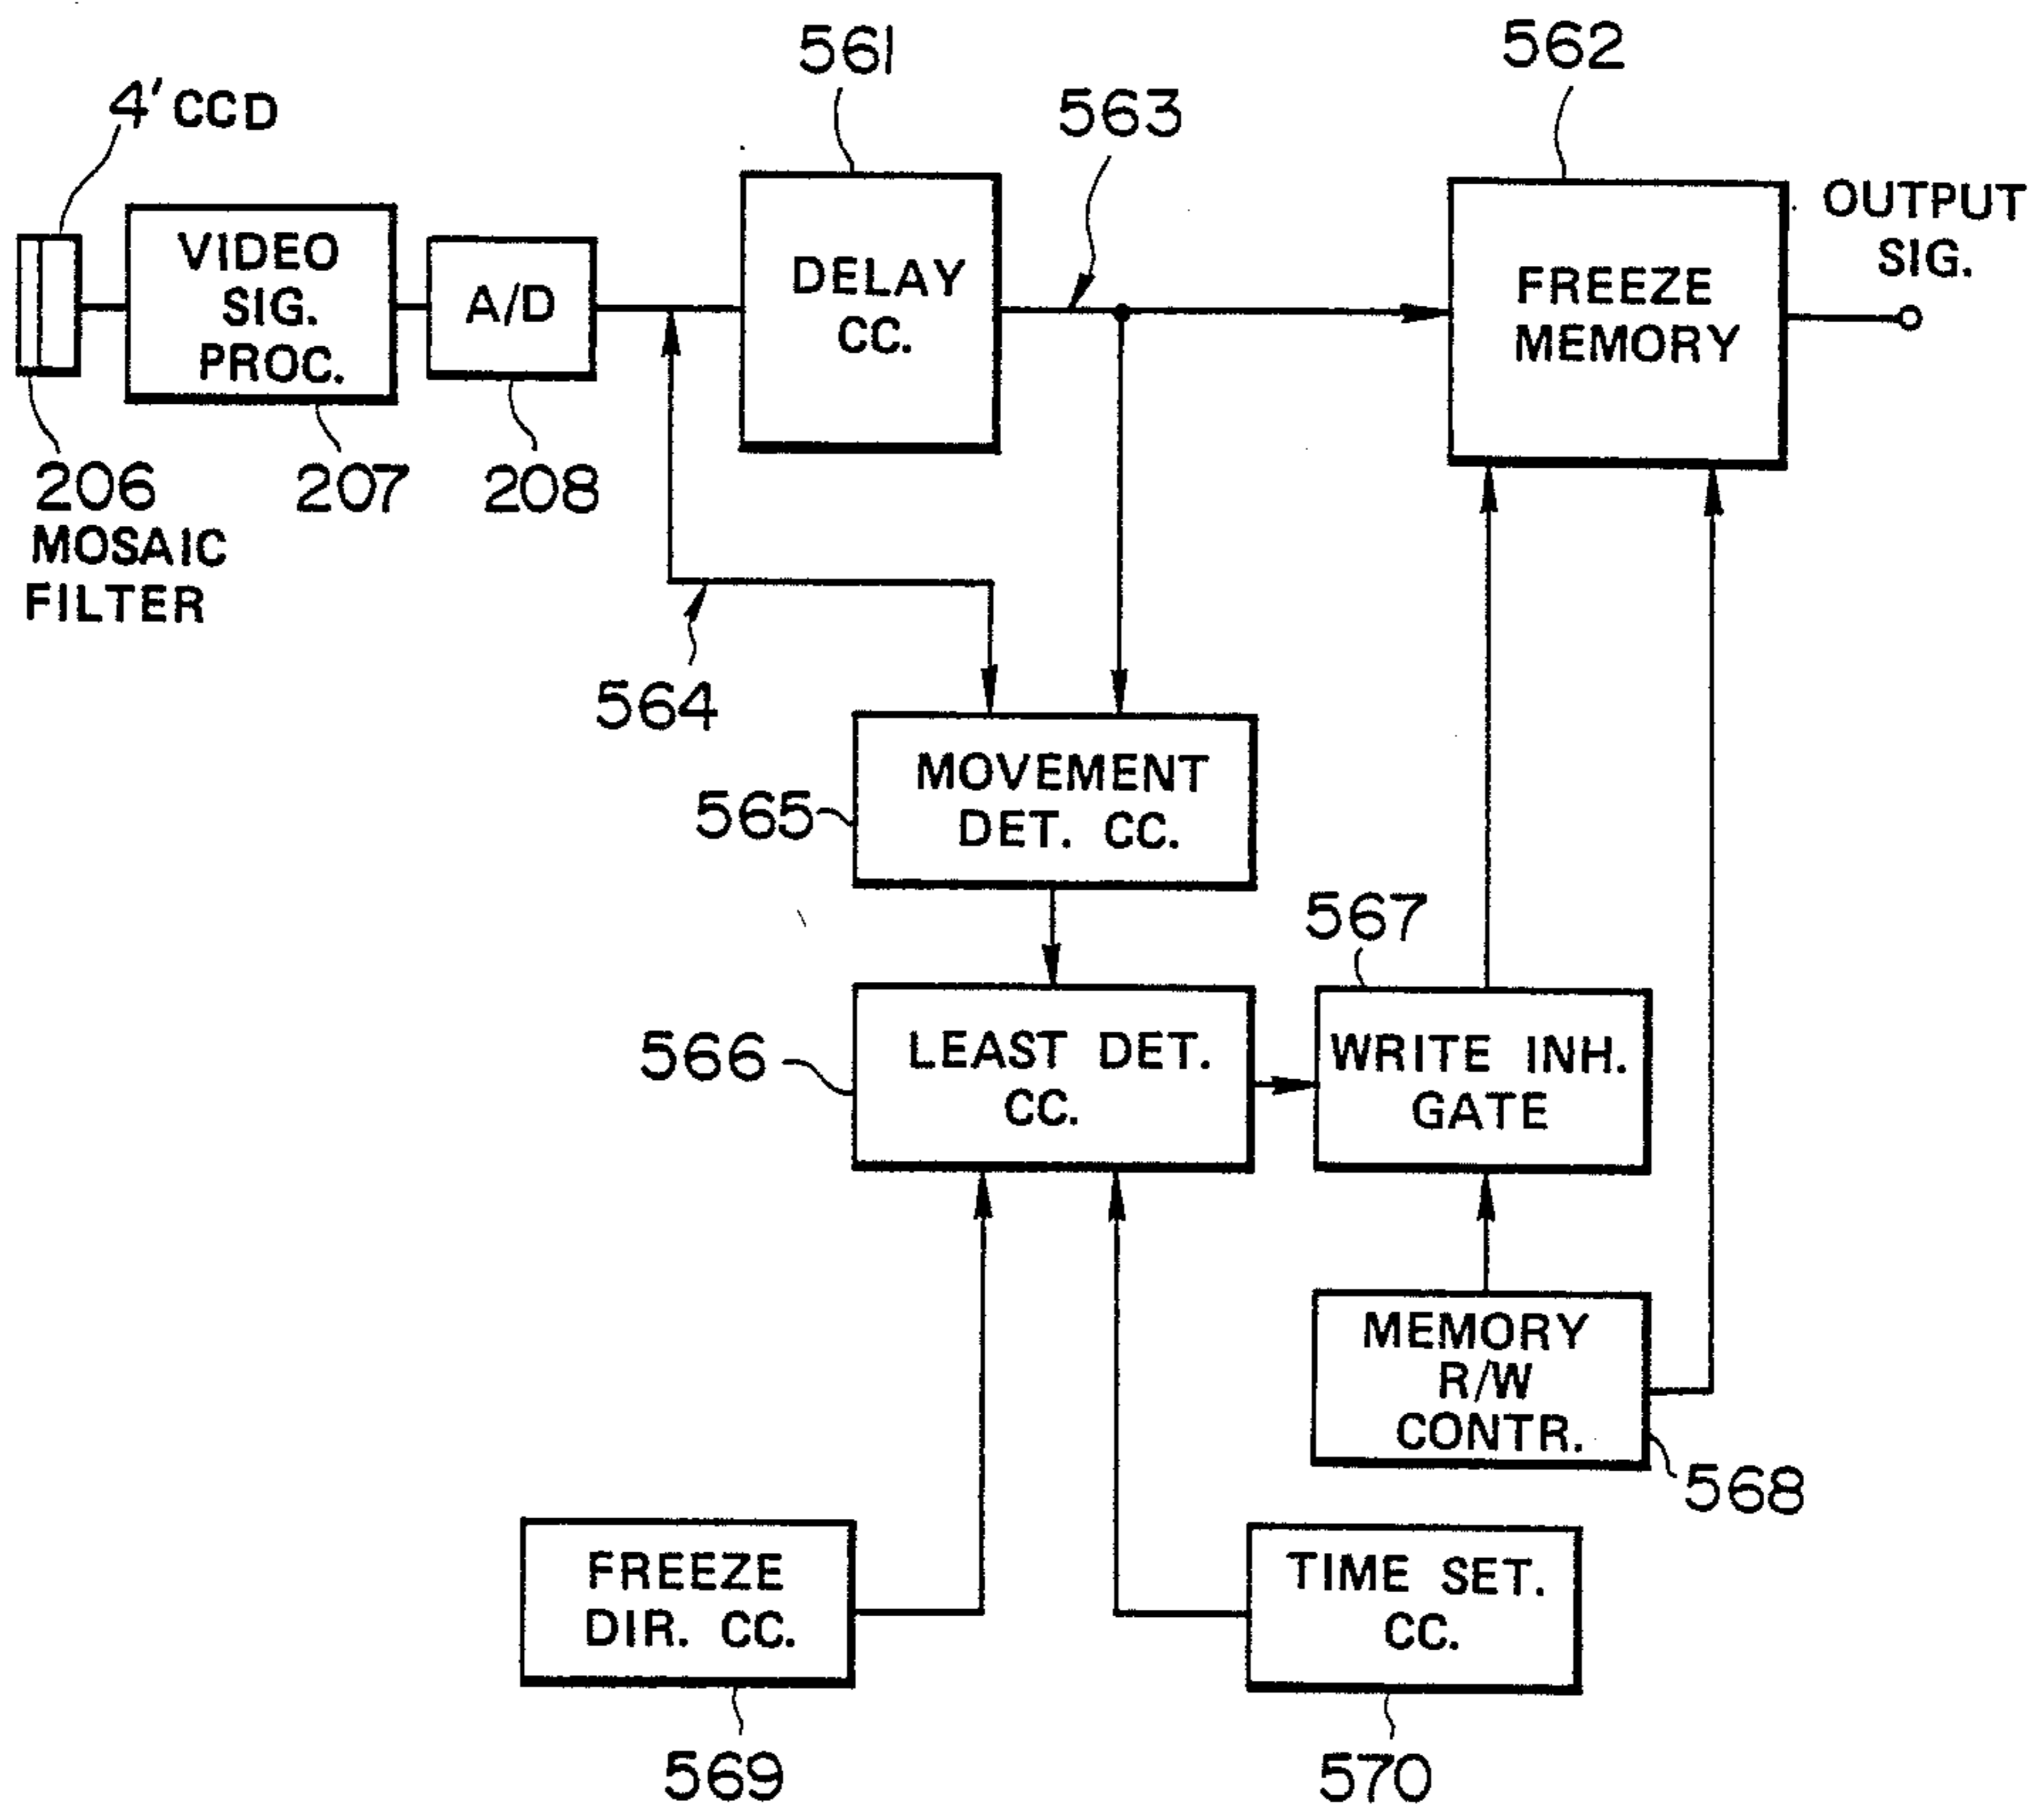 561
562
563
4' CCD
OUTPUT
SIG.
VIDEO
SIG.
PROC.
A/D
DELAY
CC.
FREEZE
MEMORY
206
MOSAIC
FILTER
207
208
564
MOVEMENT
DET. CC.
565
567
566
LEAST DET.
CC.
WRITE INH.
GATE
MEMORY
R/W
CONTR.
568
FREEZE
DIR. CC.
TIME SET.
CC.
569
570